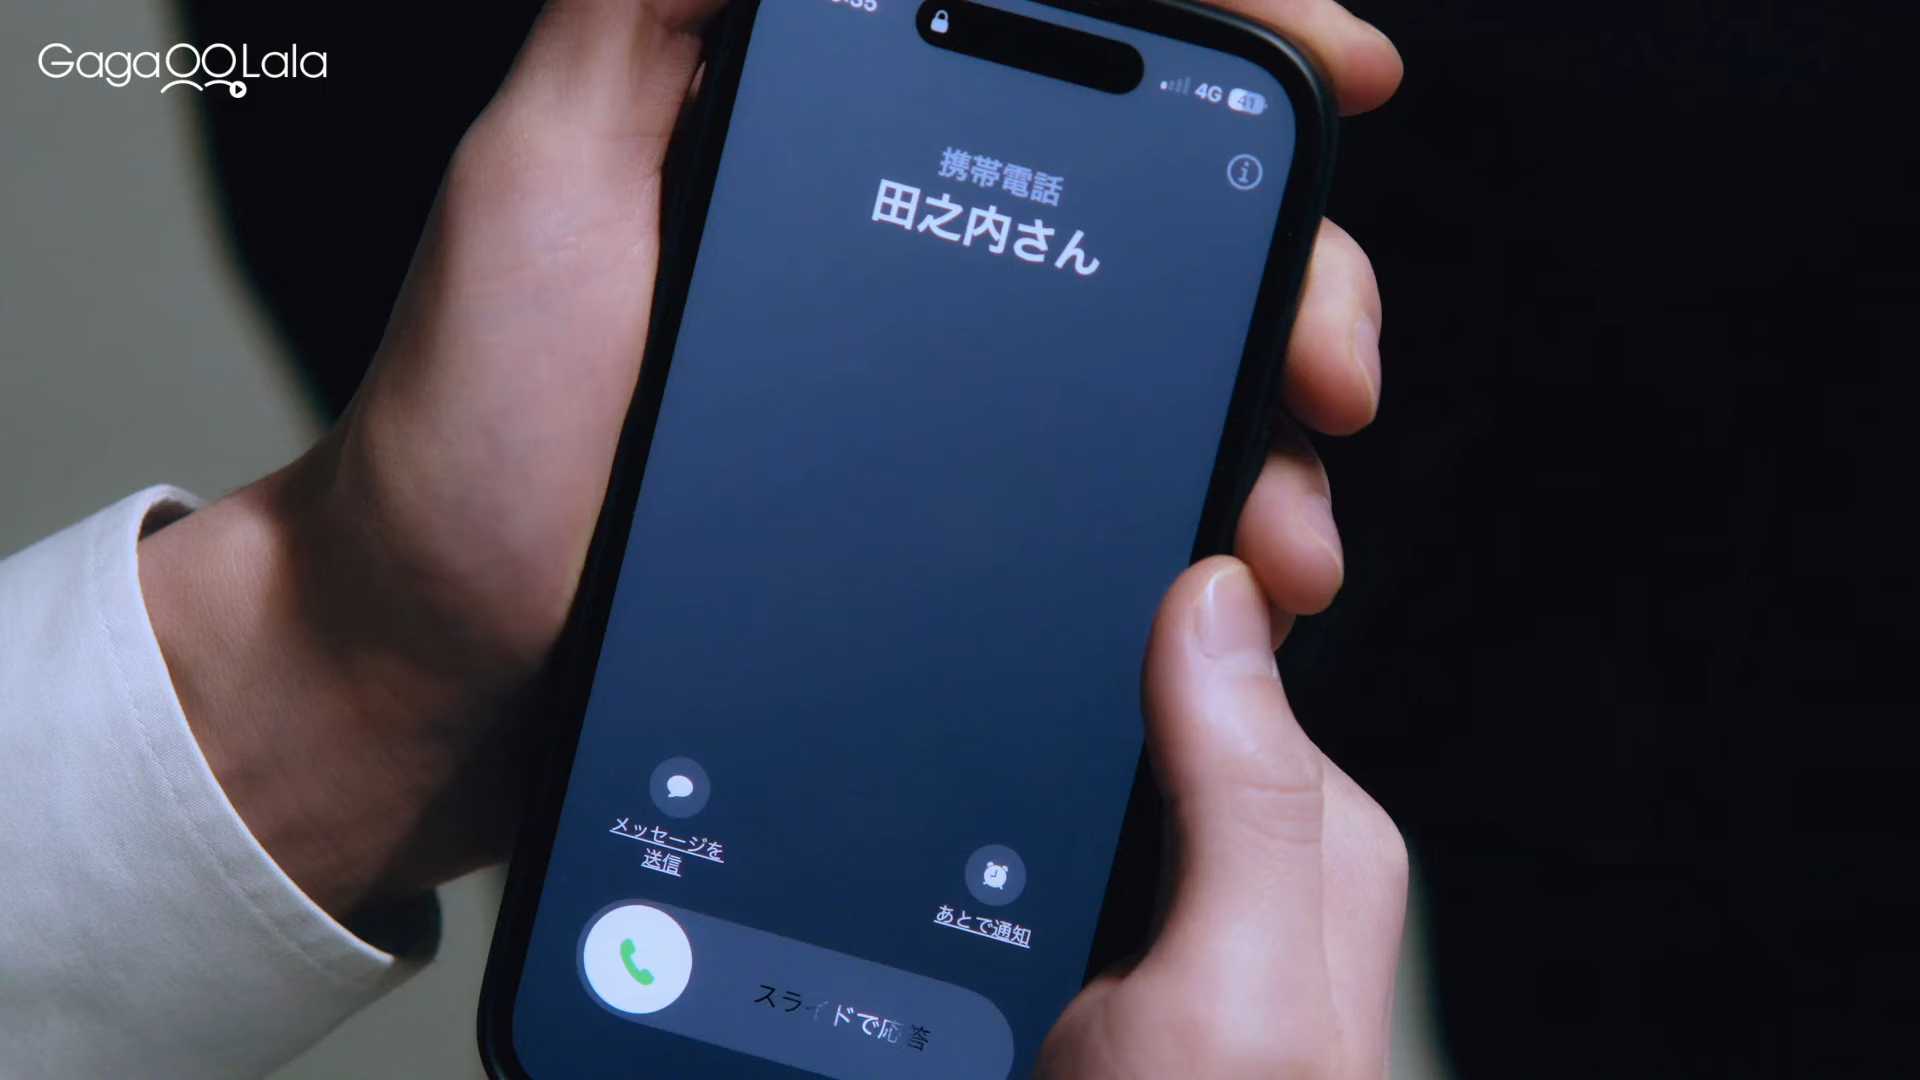 GagaOOLala
4G 41
携帯電話
田之内さん
メッセージを
送信
あとで通知
スライドで応答